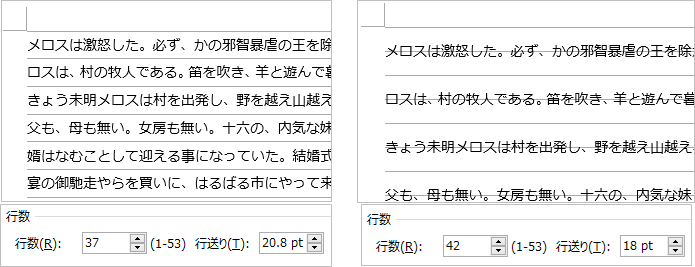 メロスは激怒した。必ず、かの邪智暴虐の王を除
ロスは、村の牧人である。笛を吹き、羊と遊んで暮
きょう未明メロスは村を出発し、野を越え山越え
父も、母も無い。女房も無い。十六の、内気な妹
婿はなむことして迎える事になっていた。結婚式
宴の御馳走やらを買いに、はるばる市にやって来
行数
行数(R): 37 (1-53) 行送り(T): 20.8 pt
メロスは激怒した。必ず、かの邪智暴虐の王を除
ロスは、村の牧人である。笛を吹き、羊と遊んで暮
きょう未明メロスは村を出発し、野を越え山越え
父も、母も無い。女房も無い。十六の、内気な妹
行数
行数(R): 42 (1-53) 行送り(T): 18 pt